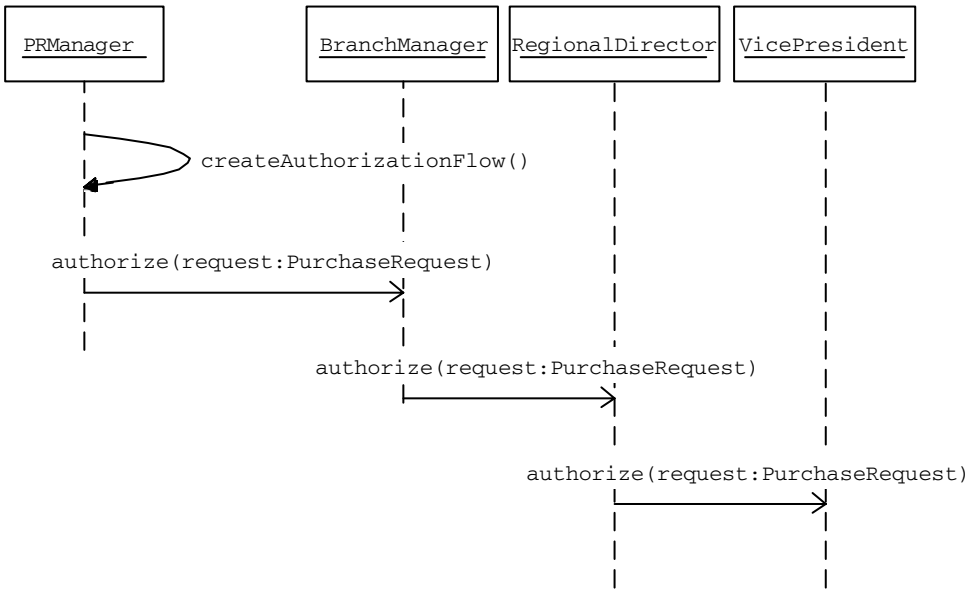 PRManager
BranchManager
RegionalDirector
VicePresident
createAuthorizationFlow()
authorize(request:PurchaseRequest)
authorize(request:PurchaseRequest)
authorize(request:PurchaseRequest)